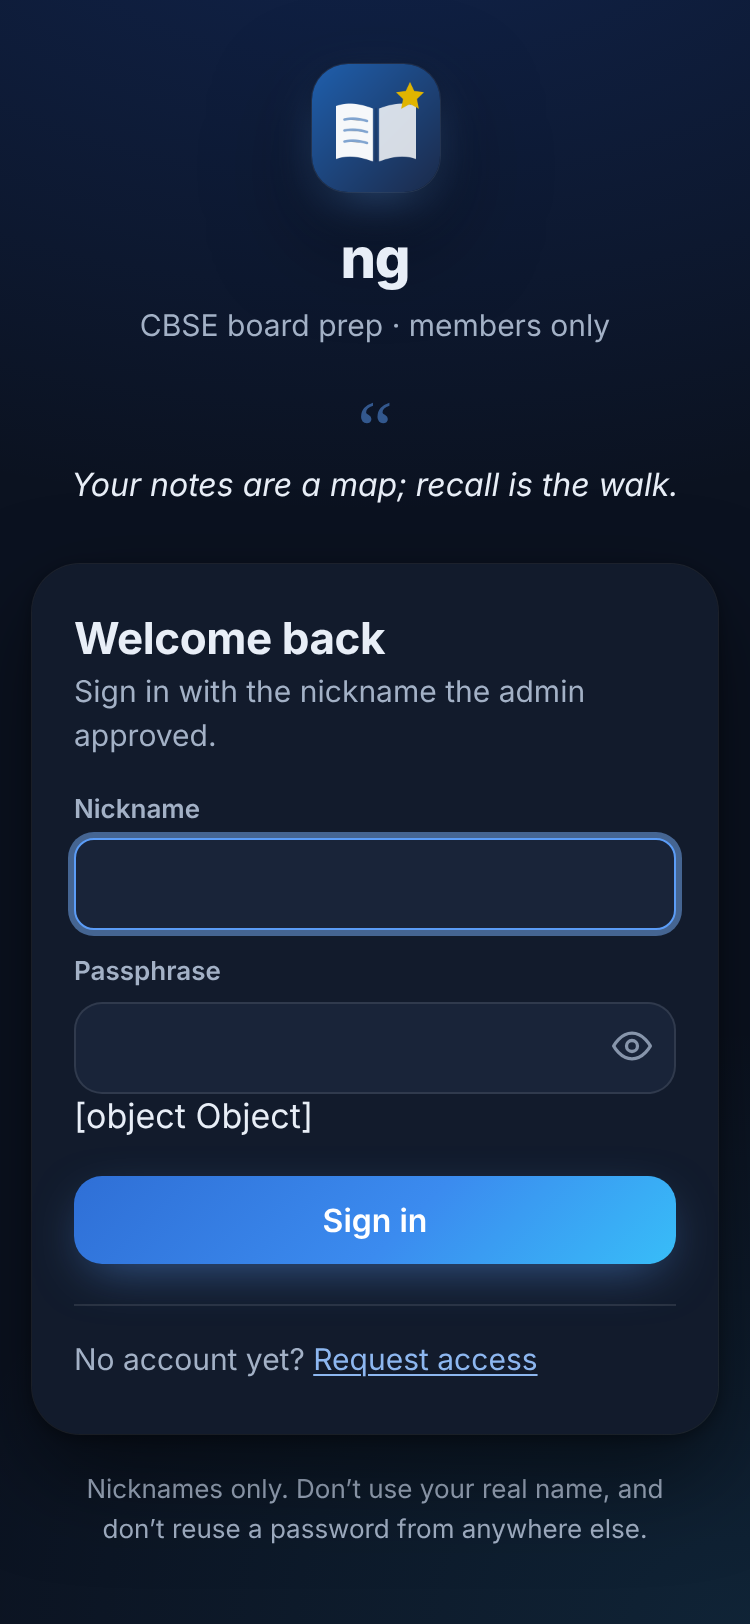 ng
CBSE board prep · members only
“
Your notes are a map; recall is the walk.
Welcome back
Sign in with the nickname the admin
approved.
Nickname
Passphrase
[object Object]
Sign in
No account yet? Request access
Nicknames only. Don’t use your real name, and
don’t reuse a password from anywhere else.